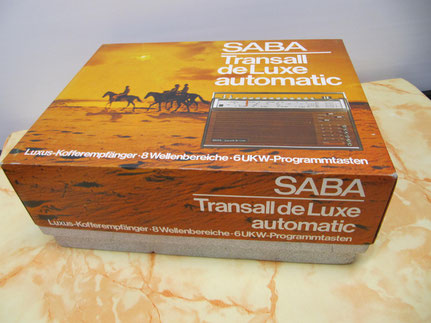 SABA
Transall
de Luxe
automatic
Luxus-Kofferempfänger·8 Wellenbereiche·6 UKW-Programmtasten
SABA
Transall de Luxe
automatic
Luxus-Kofferempfänger·8 Wellenbereiche·6 UKW-Programmtasten